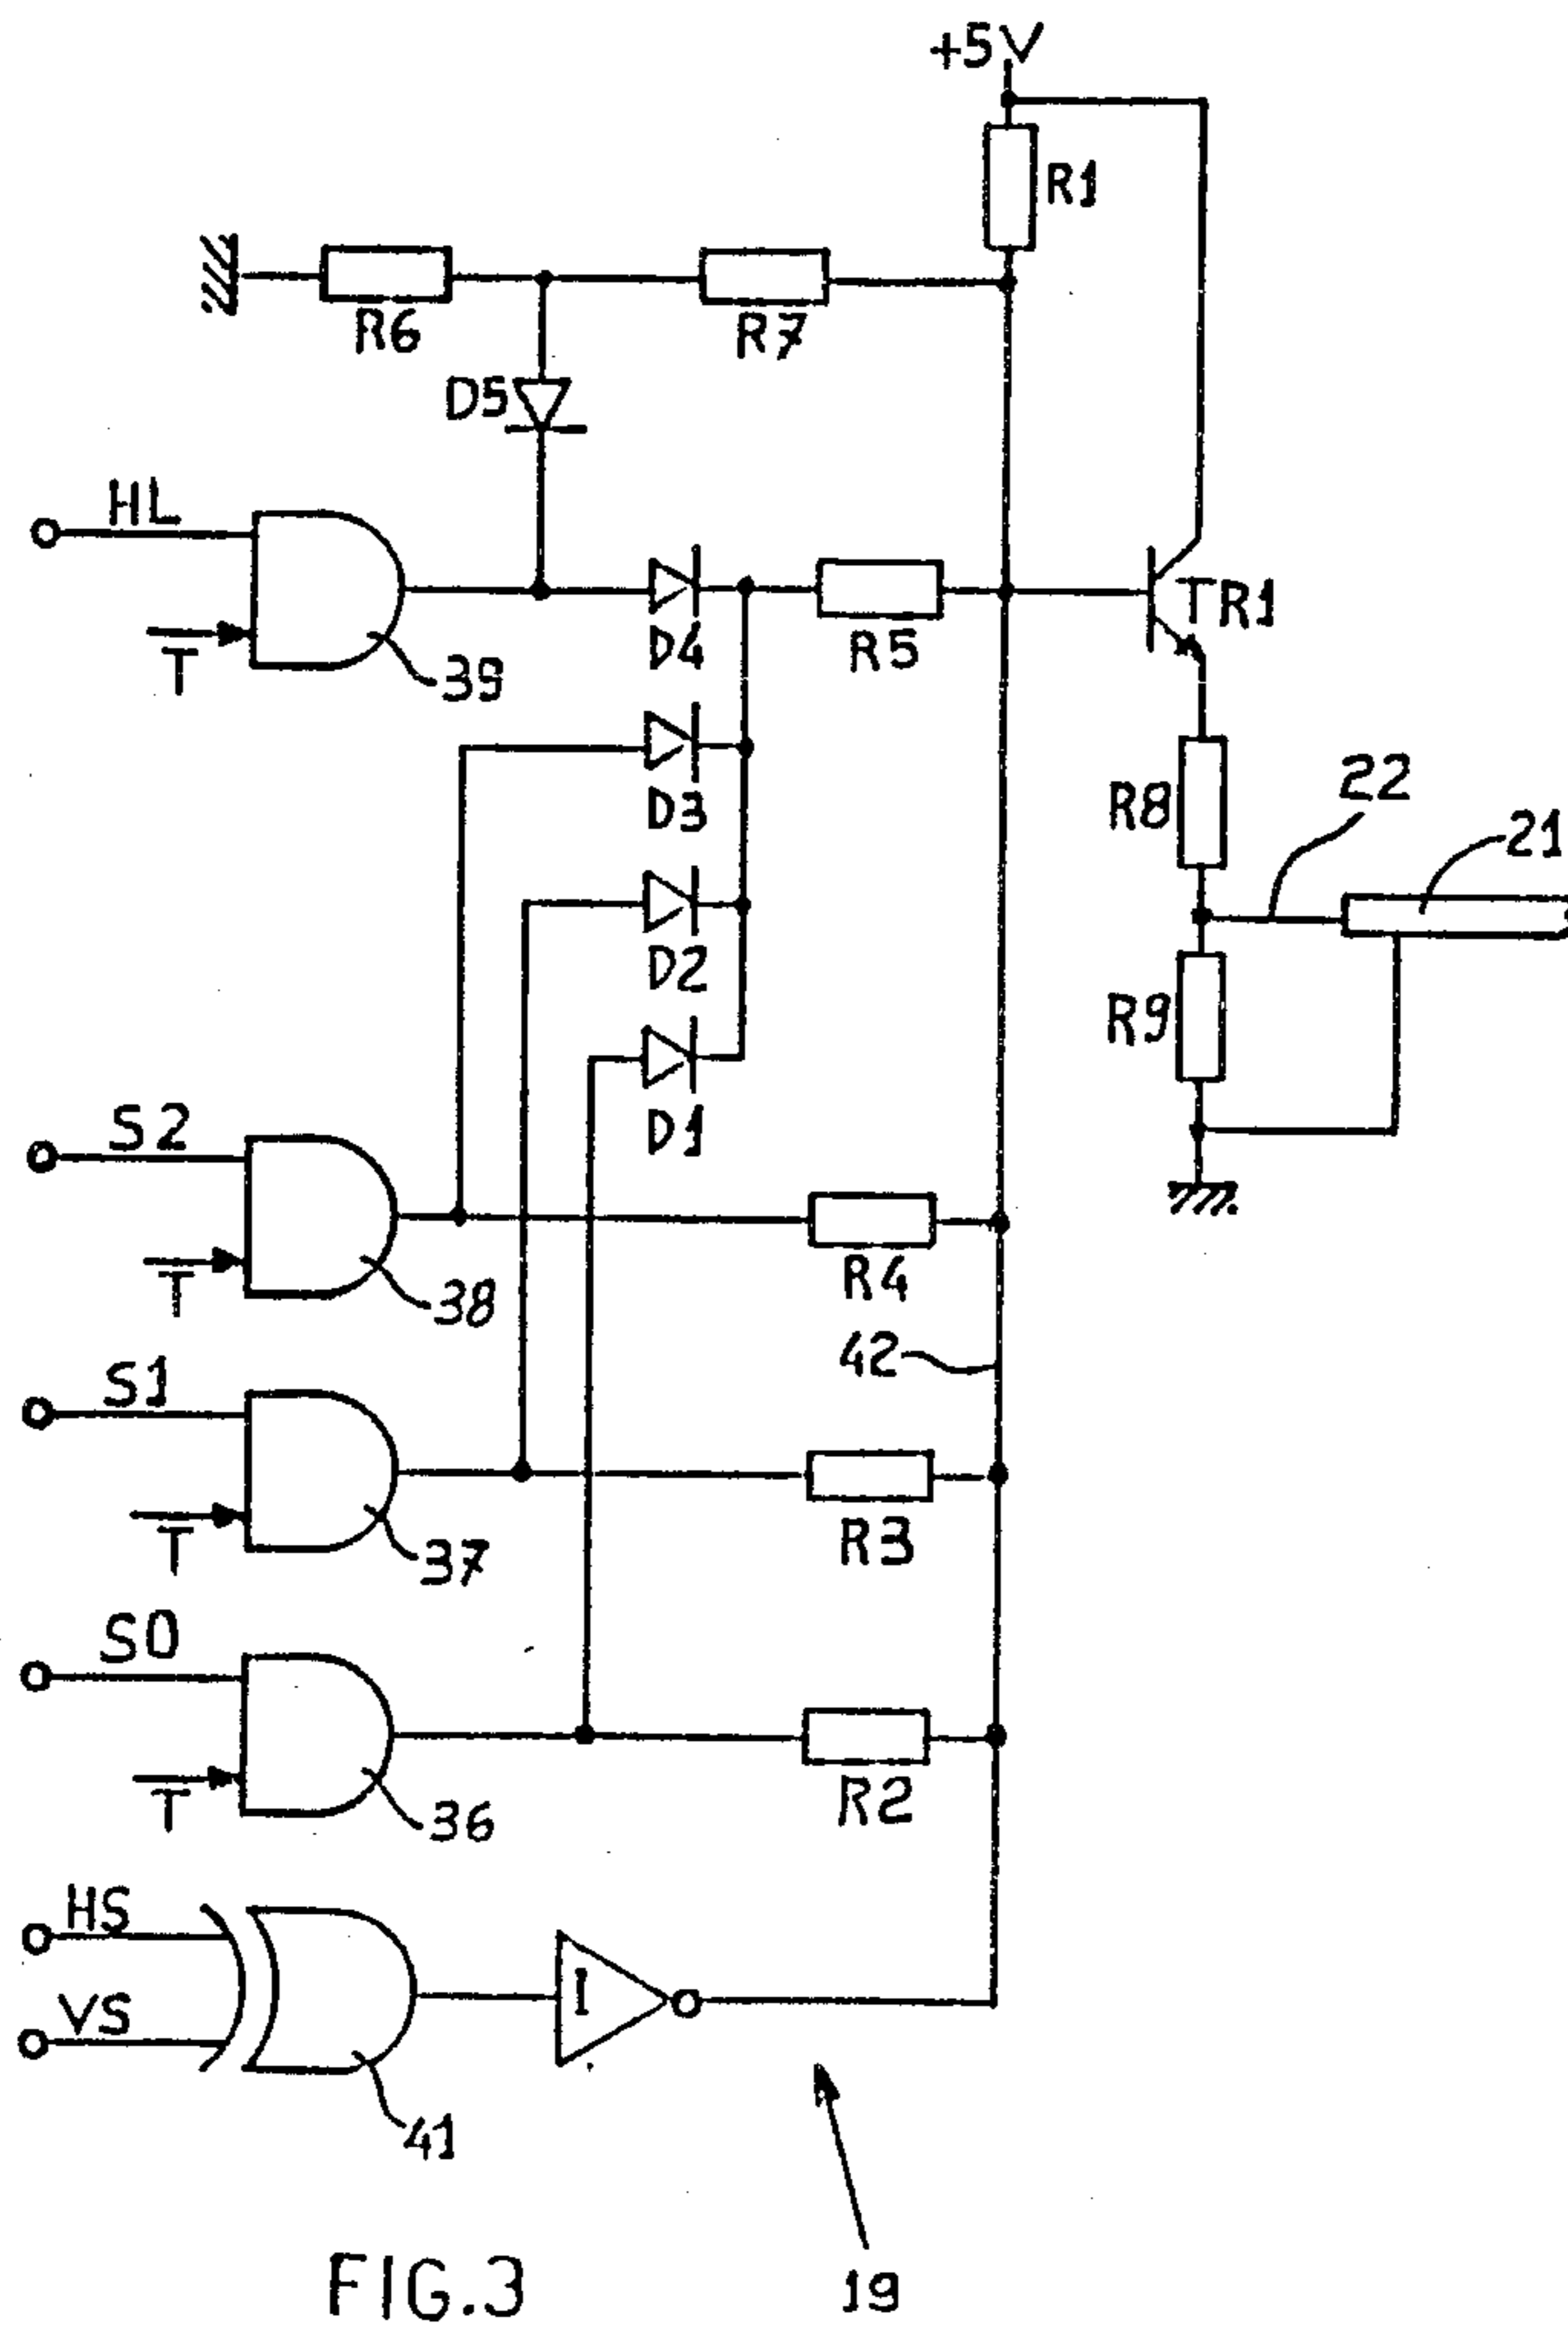 +5V
R1
R6
R7
D5
HL
T
39
D4
R5
TR1
D3
R8
22
21
D2
R9
D1
S2
T
38
R4
42
S1
T
37
R3
S0
T
36
R2
HS
VS
I
41
19
FIG.3